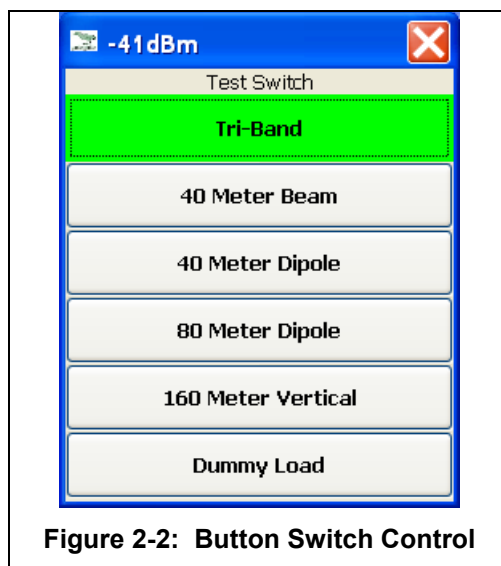 -41dBm
Test Switch
Tri-Band
40 Meter Beam
40 Meter Dipole
80 Meter Dipole
160 Meter Vertical
Dummy Load
Figure 2-2: Button Switch Control